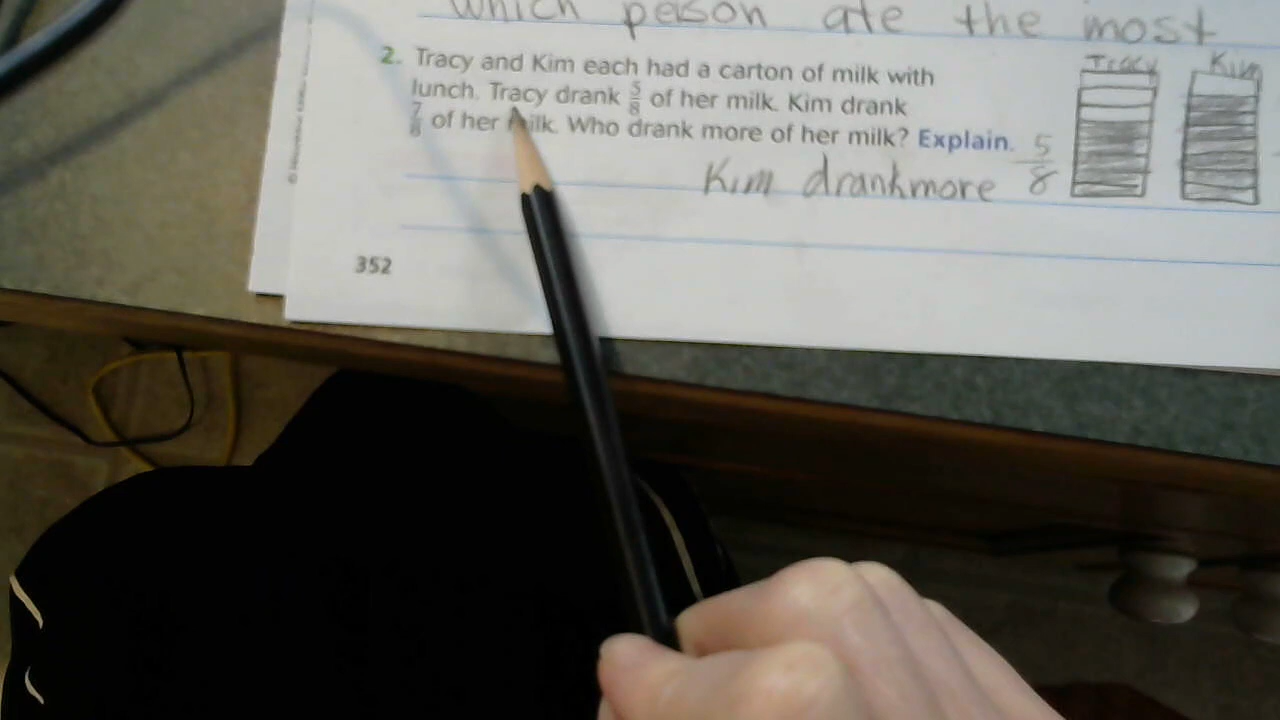 which person ate the most
2. Tracy and Kim each had a carton of milk with
lunch. Tracy drank 5/8 of her milk. Kim drank
7/8 of her milk. Who drank more of her milk? Explain.
Kim drankmore 5/8
Tracy
Kim
352